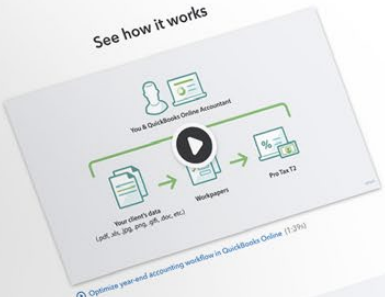 See how it works
You & QuickBooks Online Accountant
Your client's data
(.pdf, .xls, .jpg, .png, .gift, .doc, etc.)
Workpapers
Pro Tax T2
Optimize year-end accounting workflow in QuickBooks Online (1:39s)